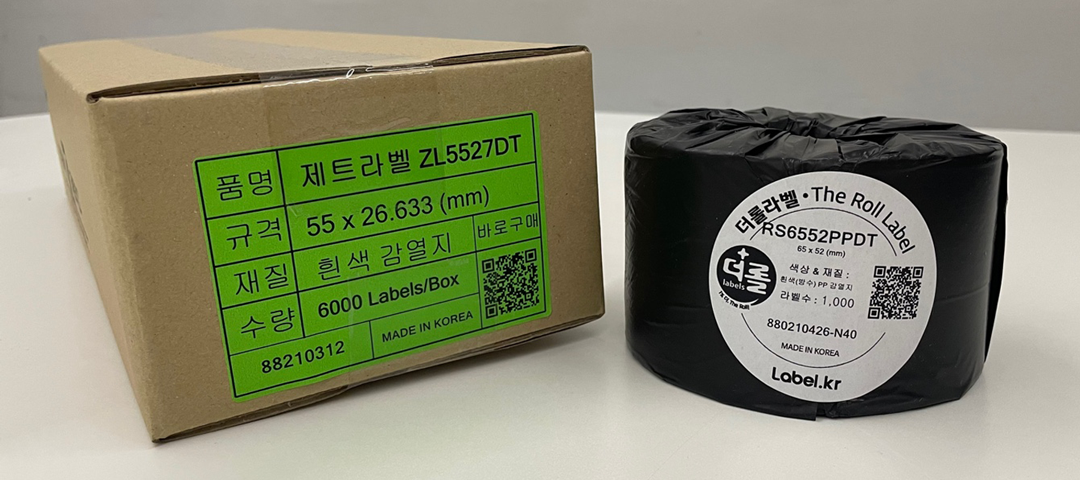 품명 제트라벨 ZL5527DT
규격 55 x 26.633 (mm)
재질 흰색 감열지 바로구매
수량 6000 Labels/Box
88210312 MADE IN KOREA
더롤라벨 • The Roll Label
RS6552PPDT
65 x 52 (mm)
더롤
labels
색상 & 재질 :
흰색(방수) PP 감열지
라벨수 : 1,000
880210426-N40
MADE IN KOREA
Label.kr